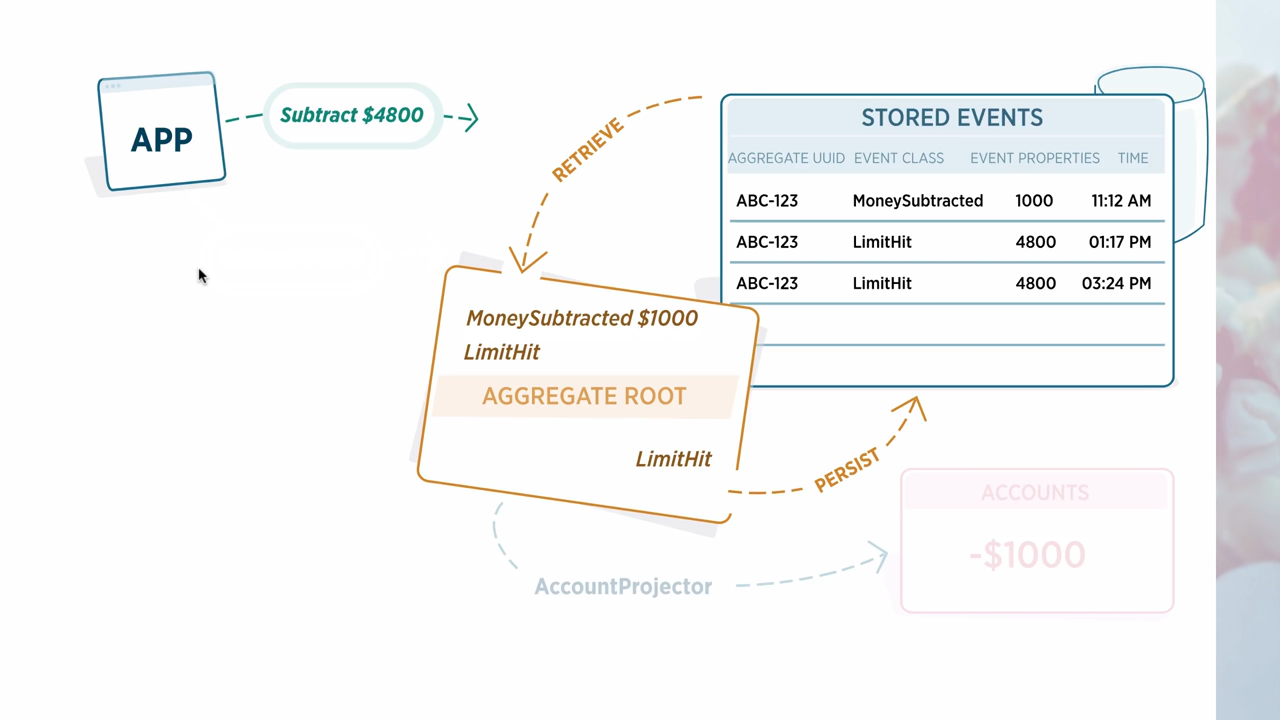 APP
Subtract $4800
RETRIEVE
STORED EVENTS
AGGREGATE UUID EVENT CLASS EVENT PROPERTIES TIME
ABC-123 MoneySubtracted 1000 11:12 AM
ABC-123 LimitHit 4800 01:17 PM
ABC-123 LimitHit 4800 03:24 PM
MoneySubtracted $1000
LimitHit
AGGREGATE ROOT
LimitHit
PERSIST
AccountProjector
ACCOUNTS
-$1000